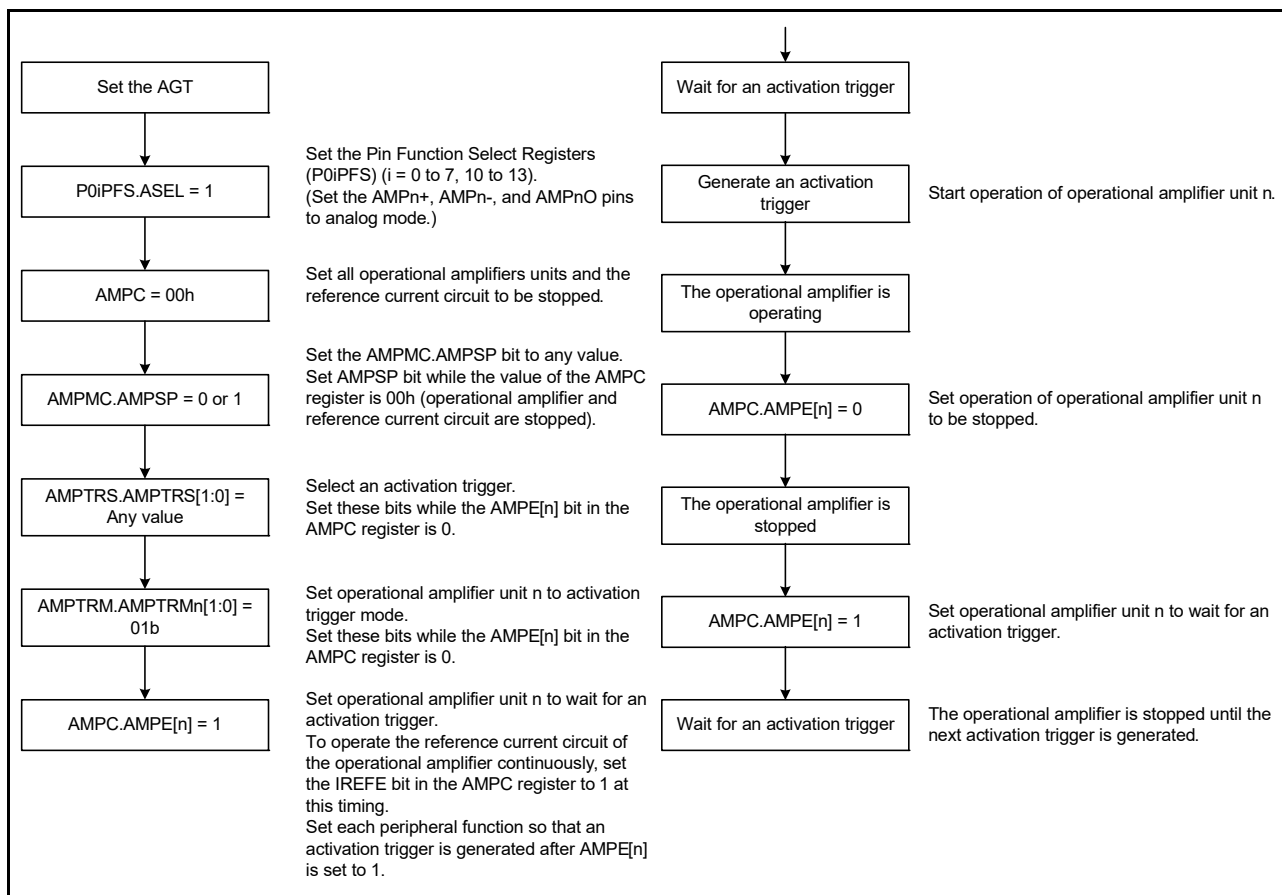 Set the AGT
P0iPFS.ASEL = 1
Set the Pin Function Select Registers
(P0iPFS) (i = 0 to 7, 10 to 13).
(Set the AMPn+, AMPn-, and AMPnO pins
to analog mode.)
AMPC = 00h
Set all operational amplifiers units and the
reference current circuit to be stopped.
AMPMC.AMPSP = 0 or 1
Set the AMPMC.AMPSP bit to any value.
Set AMPSP bit while the value of the AMPC
register is 00h (operational amplifier and
reference current circuit are stopped).
AMPTRS.AMPTRS[1:0] =
Any value
Select an activation trigger.
Set these bits while the AMPE[n] bit in the
AMPC register is 0.
AMPTRM.AMPTRMn[1:0] =
01b
Set operational amplifier unit n to activation
trigger mode.
Set these bits while the AMPE[n] bit in the
AMPC register is 0.
AMPC.AMPE[n] = 1
Set operational amplifier unit n to wait for an
activation trigger.
To operate the reference current circuit of
the operational amplifier continuously, set
the IREFE bit in the AMPC register to 1 at
this timing.
Set each peripheral function so that an
activation trigger is generated after AMPE[n]
is set to 1.
Wait for an activation trigger
Generate an activation
trigger
Start operation of operational amplifier unit n.
The operational amplifier is
operating
AMPC.AMPE[n] = 0
Set operation of operational amplifier unit n
to be stopped.
The operational amplifier is
stopped
AMPC.AMPE[n] = 1
Set operational amplifier unit n to wait for an
activation trigger.
Wait for an activation trigger
The operational amplifier is stopped until the
next activation trigger is generated.